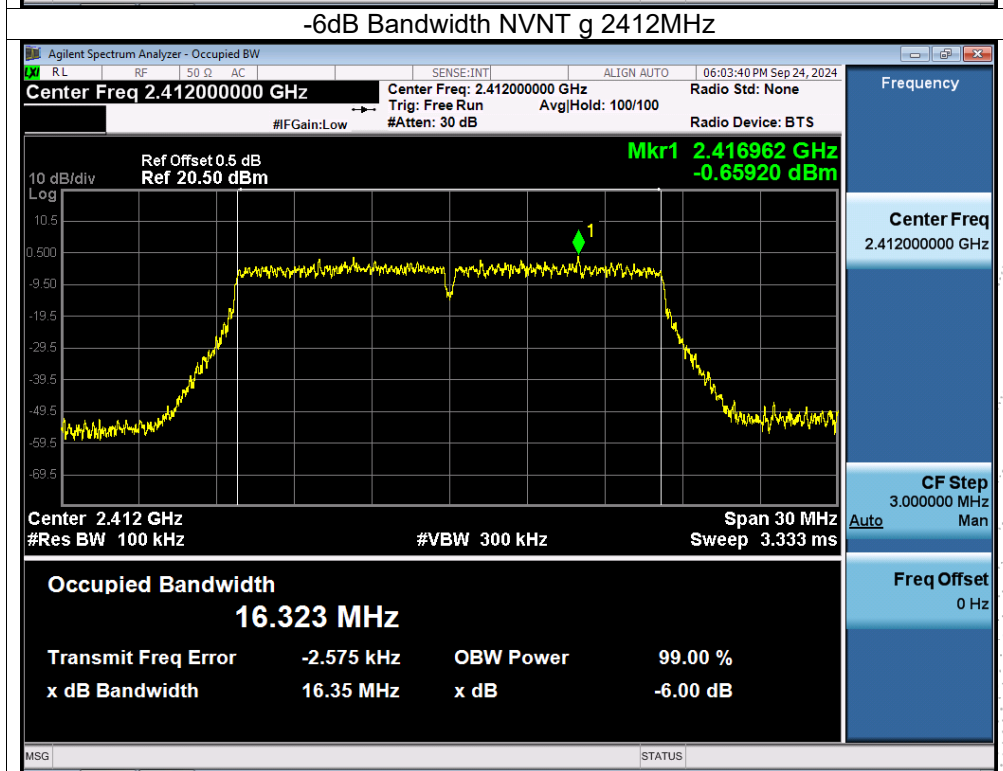 -6dB Bandwidth NVNT g 2412MHz
Agilent Spectrum Analyzer - Occupied BW
LXI RL RF 50 Ω AC SENSE:INT ALIGN AUTO 06:03:40 PM Sep 24, 2024
Center Freq 2.412000000 GHz
Center Freq: 2.412000000 GHz
Radio Std: None
Trig: Free Run Avg|Hold: 100/100
#IFGain:Low
#Atten: 30 dB
Radio Device: BTS
Frequency
Mkr1 2.416962 GHz
-0.65920 dBm
Ref Offset 0.5 dB
10 dB/div Ref 20.50 dBm
Log
10.5
0.500
-9.50
-19.5
-29.5
-39.5
-49.5
-59.5
-69.5
1
Center 2.412 GHz Span 30 MHz
#Res BW 100 kHz #VBW 300 kHz Sweep 3.333 ms
Center Freq
2.412000000 GHz
CF Step
3.000000 MHz
Auto Man
Freq Offset
0 Hz
Occupied Bandwidth
16.323 MHz
Transmit Freq Error -2.575 kHz OBW Power 99.00 %
x dB Bandwidth 16.35 MHz x dB -6.00 dB
MSG STATUS